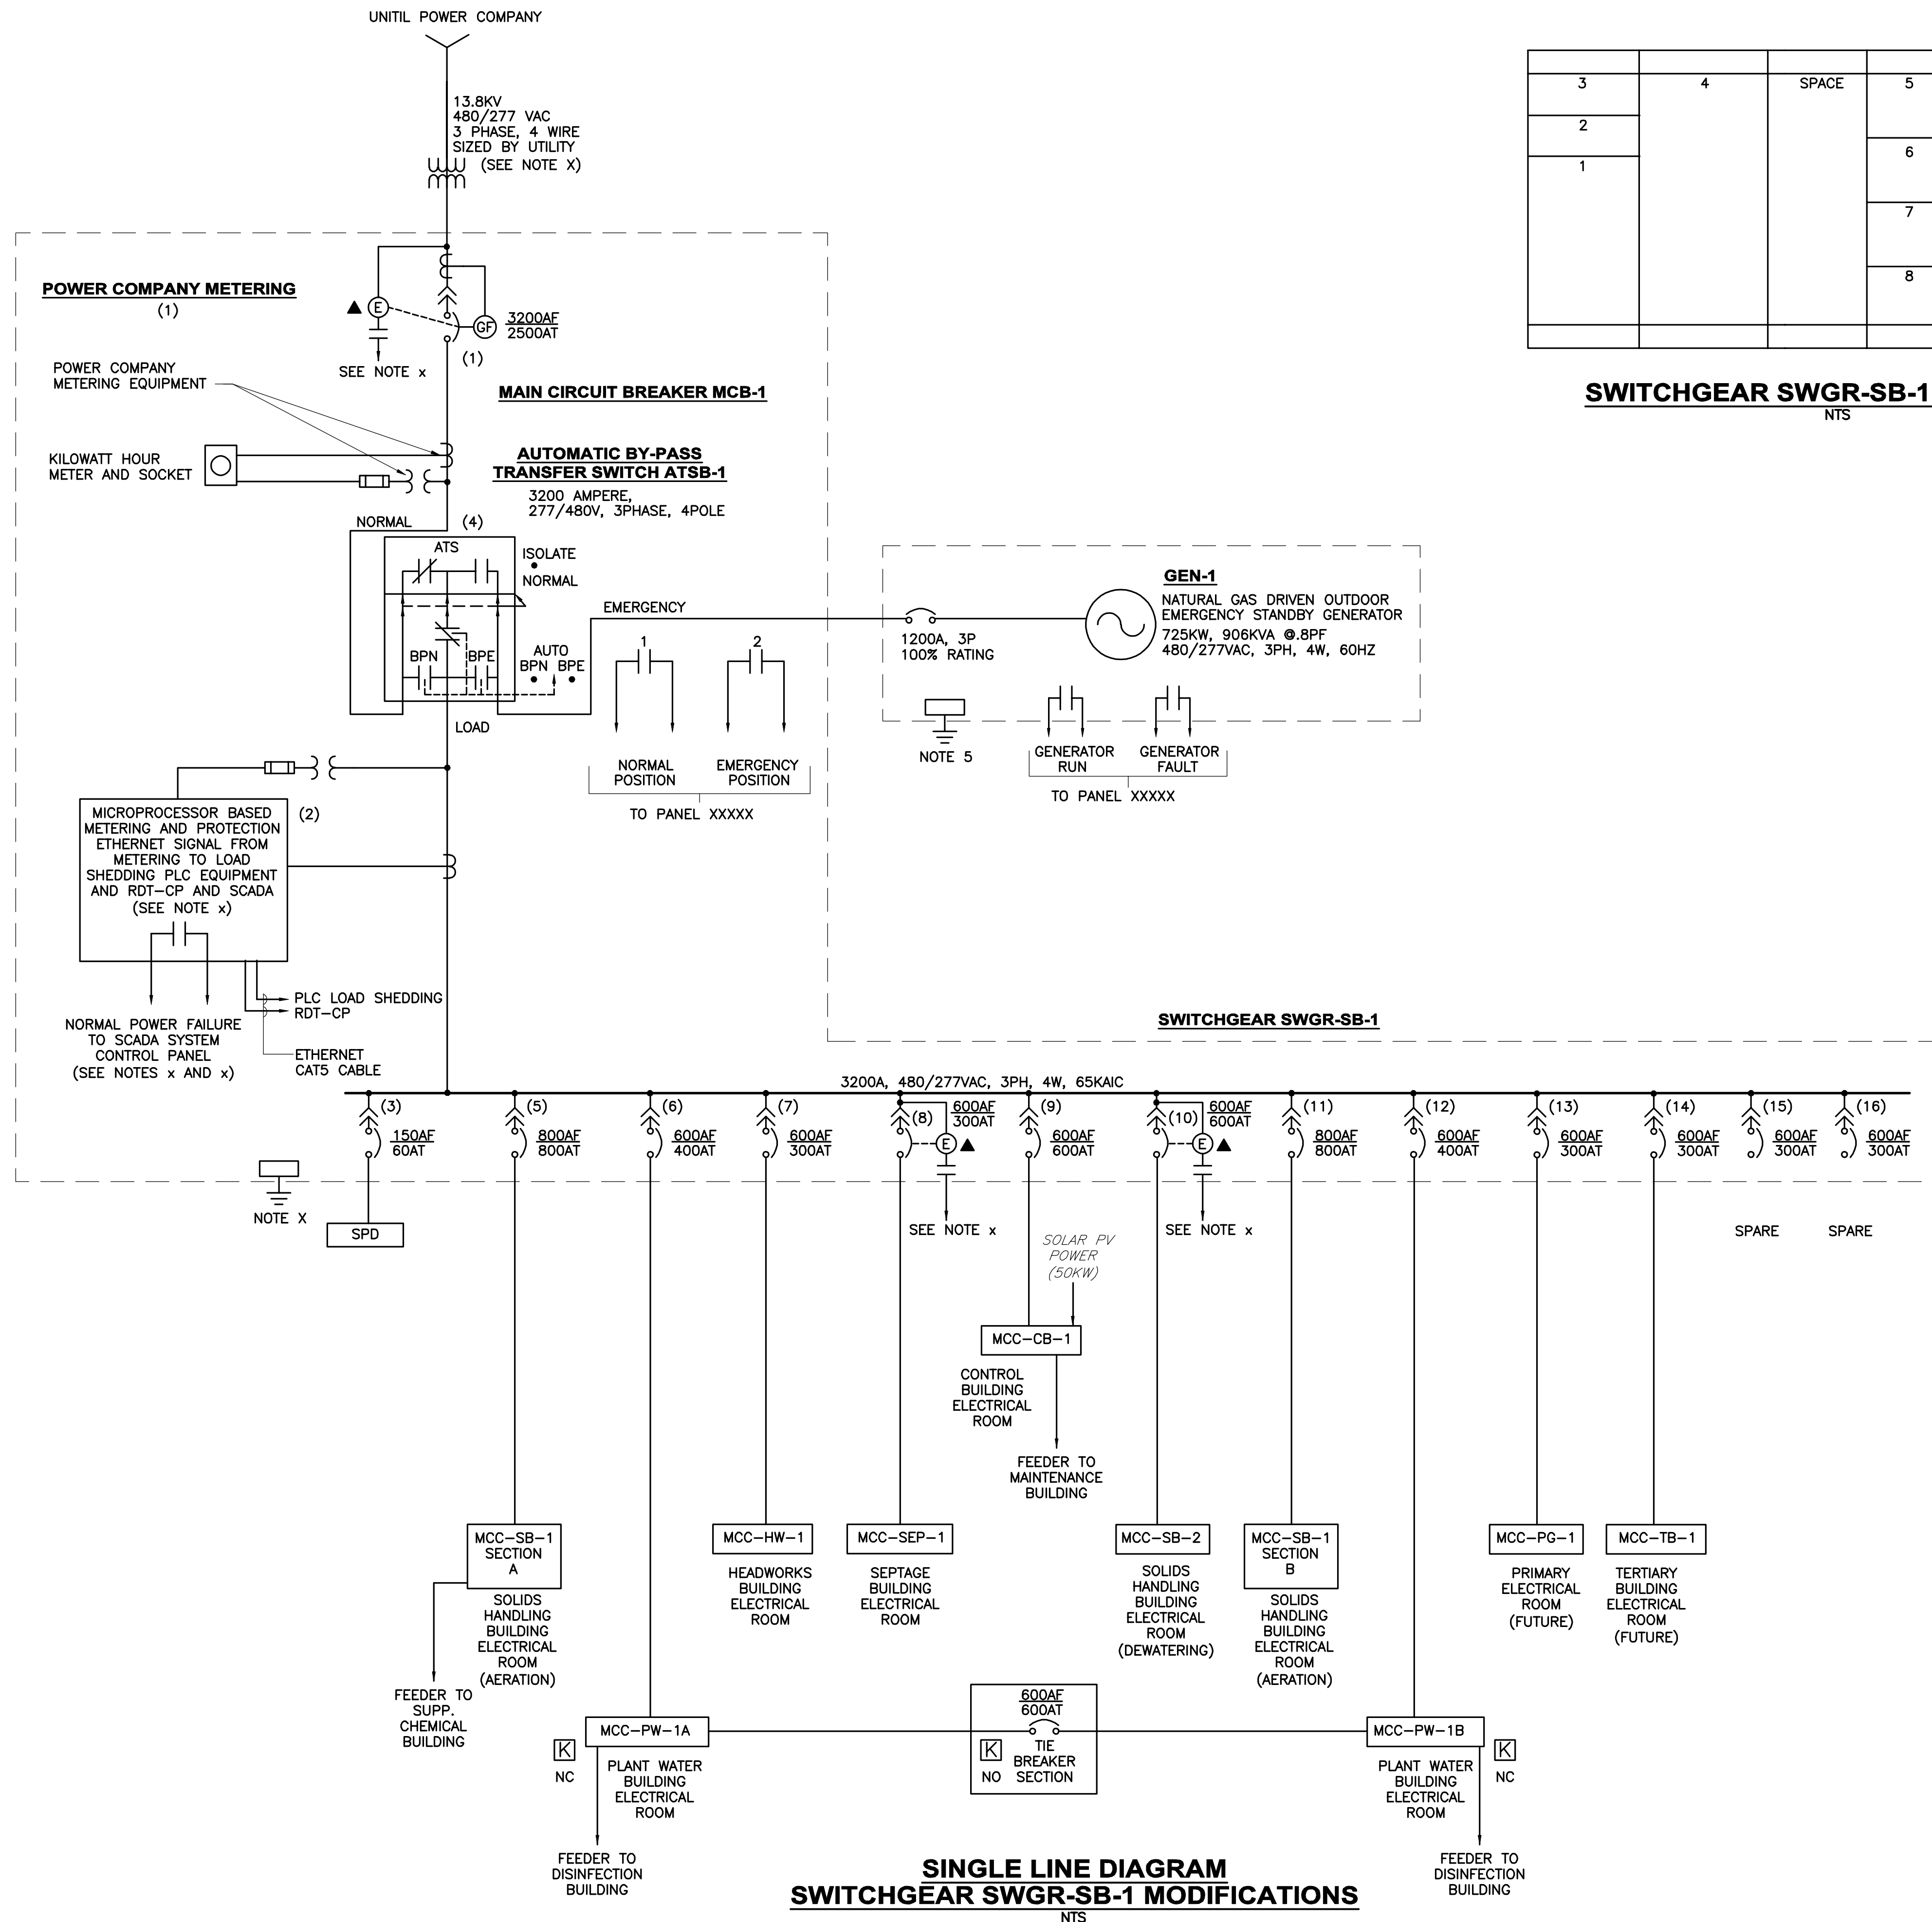 UNITIL POWER COMPANY
13.8KV
480/277 VAC
3 PHASE, 4 WIRE
SIZED BY UTILITY
(SEE NOTE X)
3
4
SPACE
5
2
6
1
7
8
SWITCHGEAR SWGR-SB-1
NTS
POWER COMPANY METERING
(1)
E
GF
3200AF
2500AT
(1)
SEE NOTE x
POWER COMPANY
METERING EQUIPMENT
MAIN CIRCUIT BREAKER MCB-1
KILOWATT HOUR
METER AND SOCKET
AUTOMATIC BY-PASS
TRANSFER SWITCH ATSB-1
3200 AMPERE,
277/480V, 3PHASE, 4POLE
NORMAL
(4)
ATS
ISOLATE
NORMAL
BPN
BPE
AUTO
BPN BPE
LOAD
EMERGENCY
1
2
NORMAL
POSITION
EMERGENCY
POSITION
TO PANEL XXXXX
GEN-1
NATURAL GAS DRIVEN OUTDOOR
EMERGENCY STANDBY GENERATOR
725KW, 906KVA @.8PF
480/277VAC, 3PH, 4W, 60HZ
1200A, 3P
100% RATING
NOTE 5
GENERATOR
RUN
GENERATOR
FAULT
TO PANEL XXXXX
MICROPROCESSOR BASED
METERING AND PROTECTION
ETHERNET SIGNAL FROM
METERING TO LOAD
SHEDDING PLC EQUIPMENT
AND RDT-CP AND SCADA
(SEE NOTE x)
(2)
PLC LOAD SHEDDING
RDT-CP
NORMAL POWER FAILURE
TO SCADA SYSTEM
CONTROL PANEL
(SEE NOTES x AND x)
ETHERNET
CAT5 CABLE
SWITCHGEAR SWGR-SB-1
3200A, 480/277VAC, 3PH, 4W, 65KAIC
(3)
150AF
60AT
(5)
800AF
800AT
(6)
600AF
400AT
(7)
600AF
300AT
(8)
600AF
300AT
E
(9)
600AF
600AT
(10)
600AF
600AT
E
(11)
800AF
800AT
(12)
600AF
400AT
(13)
600AF
300AT
(14)
600AF
300AT
(15)
600AF
300AT
(16)
600AF
300AT
NOTE X
SPD
SEE NOTE x
SEE NOTE x
SPARE
SPARE
SOLAR PV
POWER
(50KW)
MCC-CB-1
CONTROL
BUILDING
ELECTRICAL
ROOM
FEEDER TO
MAINTENANCE
BUILDING
MCC-SB-1
SECTION
A
SOLIDS
HANDLING
BUILDING
ELECTRICAL
ROOM
(AERATION)
MCC-HW-1
HEADWORKS
BUILDING
ELECTRICAL
ROOM
MCC-SEP-1
SEPTAGE
BUILDING
ELECTRICAL
ROOM
MCC-SB-2
SOLIDS
HANDLING
BUILDING
ELECTRICAL
ROOM
(DEWATERING)
MCC-SB-1
SECTION
B
SOLIDS
HANDLING
BUILDING
ELECTRICAL
ROOM
(AERATION)
MCC-PG-1
PRIMARY
ELECTRICAL
ROOM
(FUTURE)
MCC-TB-1
TERTIARY
BUILDING
ELECTRICAL
ROOM
(FUTURE)
FEEDER TO
SUPP.
CHEMICAL
BUILDING
MCC-PW-1A
K
NC
PLANT WATER
BUILDING
ELECTRICAL
ROOM
FEEDER TO
DISINFECTION
BUILDING
600AF
600AT
K
NO
TIE
BREAKER
SECTION
MCC-PW-1B
K
NC
PLANT WATER
BUILDING
ELECTRICAL
ROOM
FEEDER TO
DISINFECTION
BUILDING
SINGLE LINE DIAGRAM
SWITCHGEAR SWGR-SB-1 MODIFICATIONS
NTS